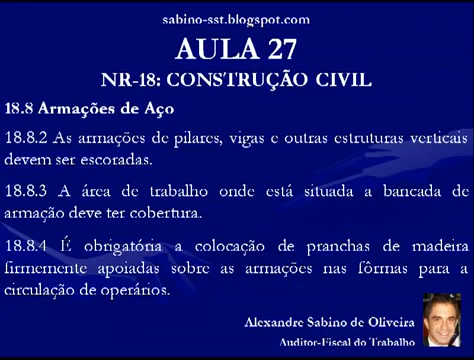 sabino-sst.blogspot.com
AULA 27
NR-18: CONSTRUÇÃO CIVIL
18.8 Armações de Aço
18.8.2 As armações de pilares, vigas e outras estruturas verticais
devem ser escoradas.
18.8.3 A área de trabalho onde está situada a bancada de
armação deve ter cobertura.
18.8.4 É obrigatória a colocação de pranchas de madeira
firmemente apoiadas sobre as armações nas fôrmas para a
circulação de operários.
Alexandre Sabino de Oliveira
Auditor-Fiscal do Trabalho